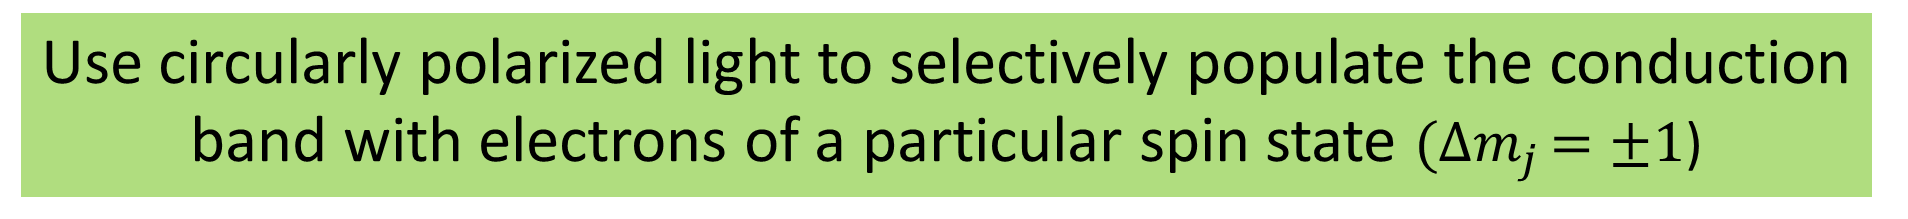 Use circularly polarized light to selectively populate the conduction
band with electrons of a particular spin state (Δm_j = ±1)